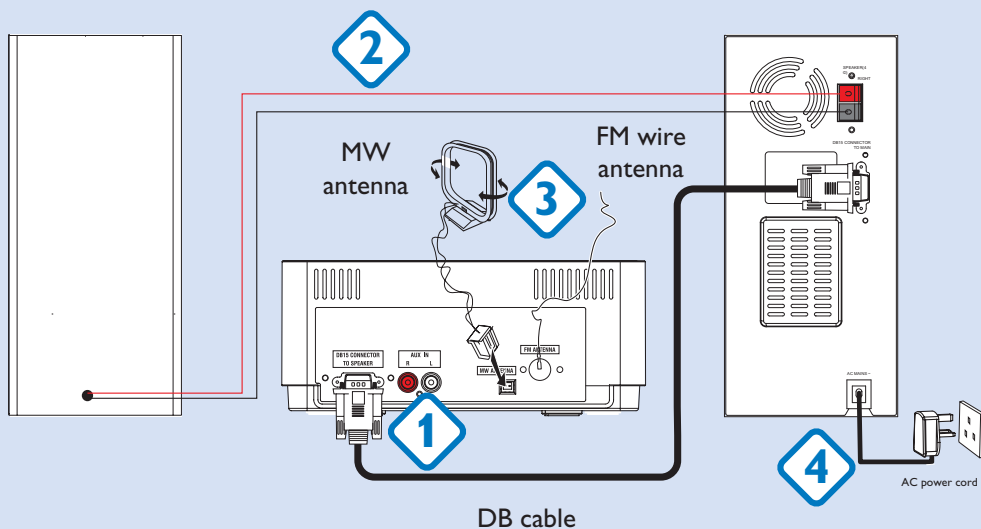 2
SPEAKER(4
Ω)
RIGHT
MW
antenna
FM wire
antenna
DB15 CONNECTOR
TO MAIN
3
DB15 CONNECTOR
TO SPEAKER
AUX IN
R L
FM ANTENNA
MW ANTENNA
1
AC MAINS ~
4
AC power cord
DB cable